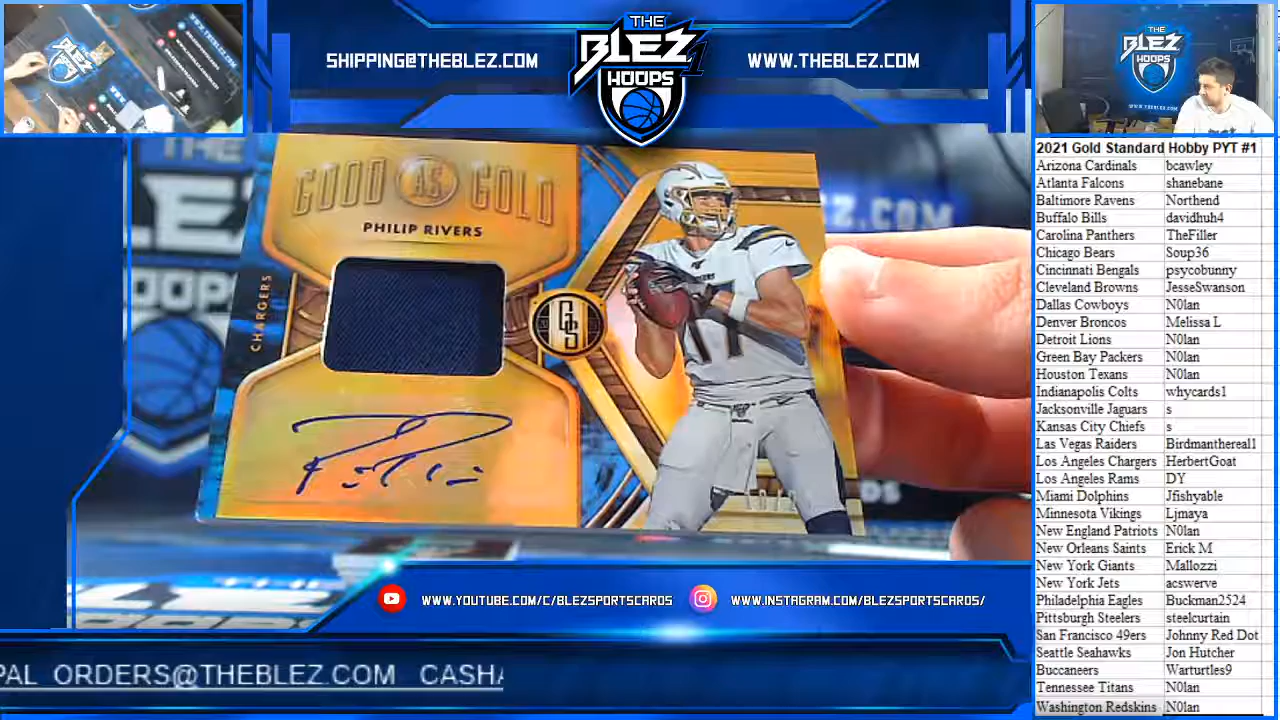 SHIPPING@THEBLEZ.COM
THE
BLEZ
HOOPS
WWW.THEBLEZ.COM
GOOD AS GOLD
PHILIP RIVERS
CHARGERS
GS
17
Z.COM
WWW.YOUTUBE.COM/C/BLEZSPORTSCARDS
WWW.INSTAGRAM.COM/BLEZSPORTSCARDS/
PAL ORDERS@THEBLEZ.COM CASHA
THE
BLEZ
HOOPS
2021 Gold Standard Hobby PYT #1
Arizona Cardinals bcawley
Atlanta Falcons shanebane
Baltimore Ravens Northend
Buffalo Bills davidhuh4
Carolina Panthers TheFiller
Chicago Bears Soup36
Cincinnati Bengals psycobunny
Cleveland Browns JesseSwanson
Dallas Cowboys N0lan
Denver Broncos Melissa L
Detroit Lions N0lan
Green Bay Packers N0lan
Houston Texans N0lan
Indianapolis Colts whycards1
Jacksonville Jaguars s
Kansas City Chiefs s
Las Vegas Raiders Birdmanthereal1
Los Angeles Chargers HerbertGoat
Los Angeles Rams DY
Miami Dolphins Jfishyable
Minnesota Vikings Ljmaya
New England Patriots N0lan
New Orleans Saints Erick M
New York Giants Mallozzi
New York Jets acswerve
Philadelphia Eagles Buckman2524
Pittsburgh Steelers steelcurtain
San Francisco 49ers Johnny Red Dot
Seattle Seahawks Jon Hutcher
Buccaneers Warturtles9
Tennessee Titans N0lan
Washington Redskins N0lan